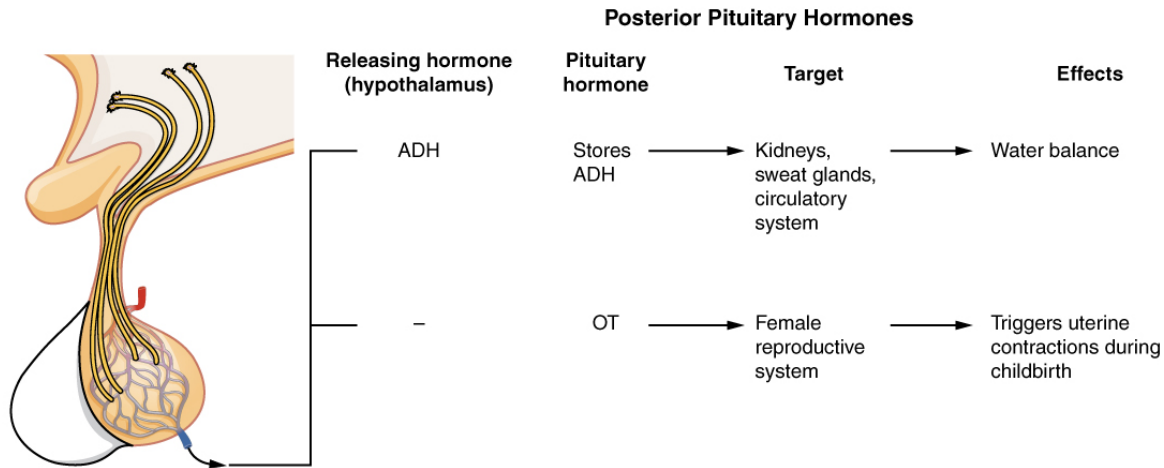 Posterior Pituitary Hormones
Releasing hormone
(hypothalamus)
Pituitary
hormone
Target
Effects
ADH
Stores
ADH
Kidneys,
sweat glands,
circulatory
system
Water balance
–
OT
Female
reproductive
system
Triggers uterine
contractions during
childbirth